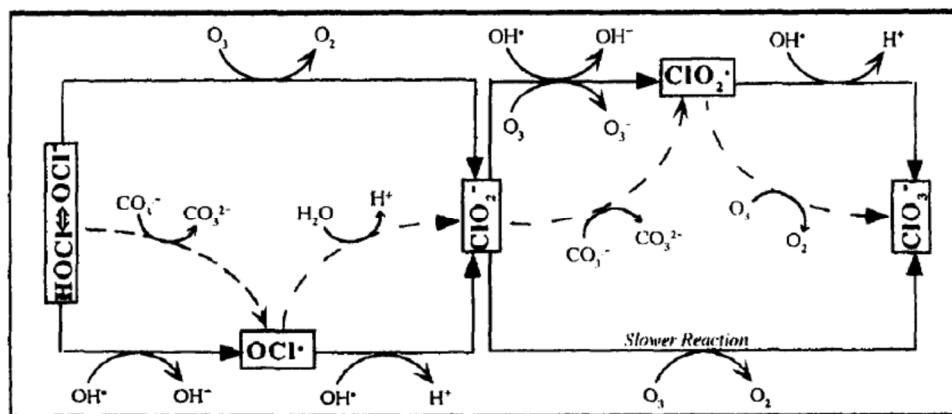 O₃ O₂ OH• OH⁻ OH• H⁺
ClO₂•
O₃ O₃⁻
HOCl⇔OCl⁻
CO₃•⁻ CO₃²⁻
H₂O H⁺
ClO₂⁻
CO₃•⁻ CO₃²⁻
O₃ O₂
ClO₃⁻
OCl•
Slower Reaction
OH• OH⁻ OH• H⁺ O₃ O₂